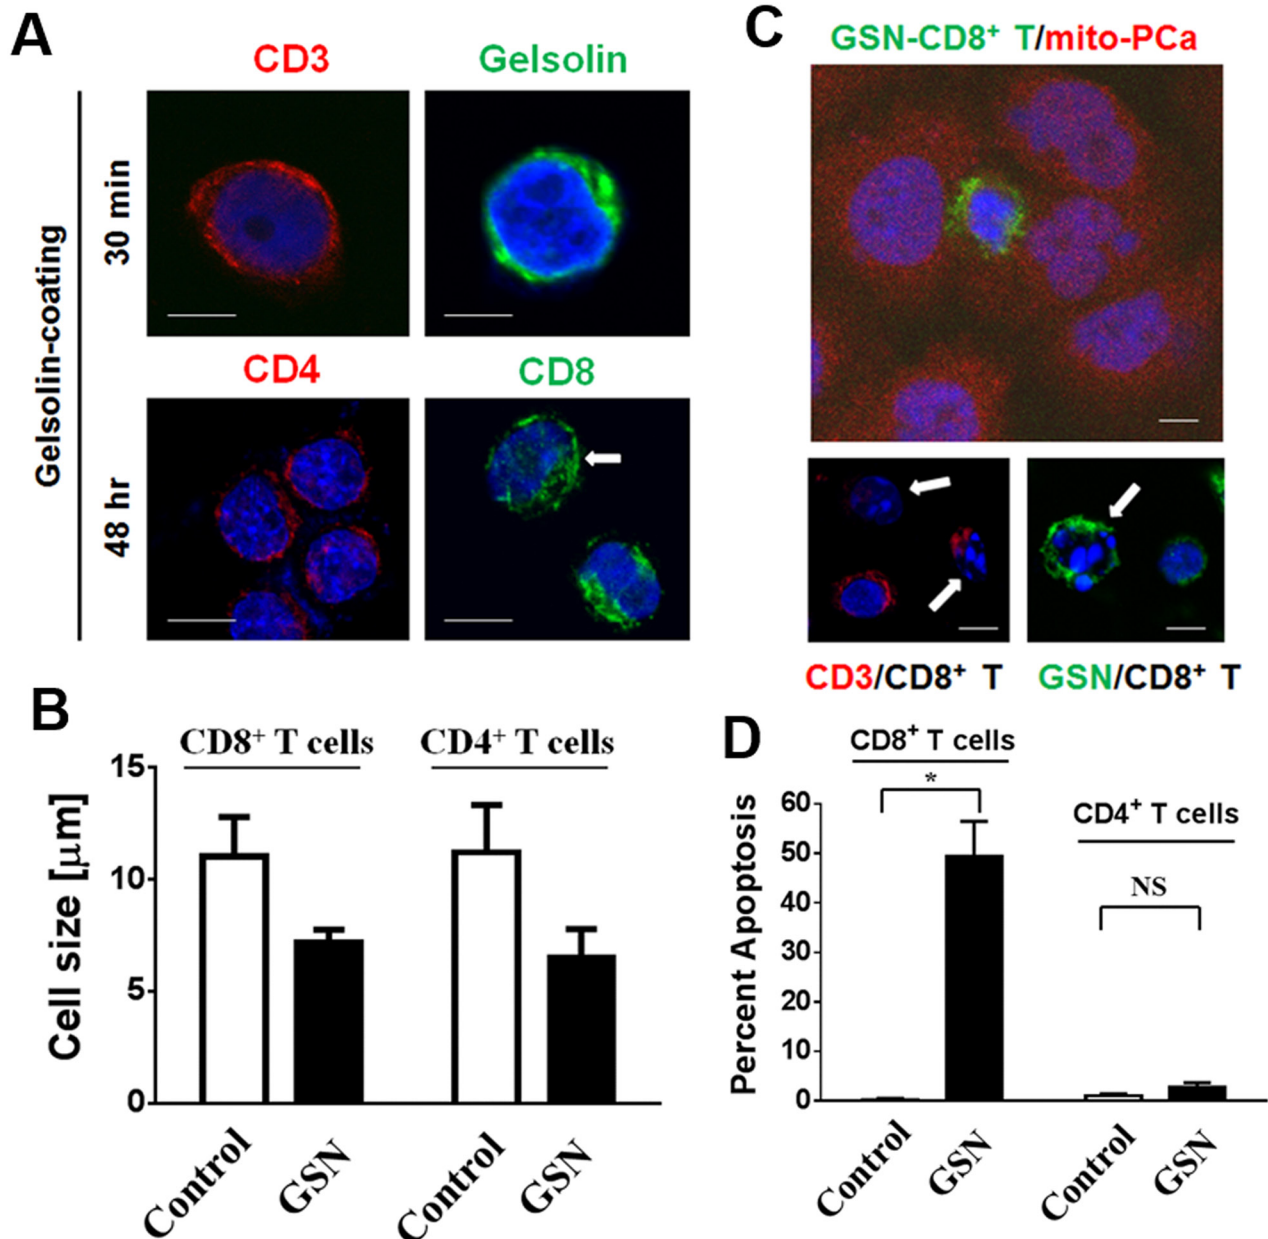 A
CD3
Gelsolin
Gelsolin-coating
30 min
CD4
CD8
48 hr
B
CD8⁺ T cells
CD4⁺ T cells
Cell size [µm]
15
10
5
0
Control
GSN
Control
GSN
C
GSN-CD8⁺ T/mito-PCa
CD3/CD8⁺ T
GSN/CD8⁺ T
D
CD8⁺ T cells
*
CD4⁺ T cells
NS
Percent Apoptosis
60
50
40
30
20
10
0
Control
GSN
Control
GSN